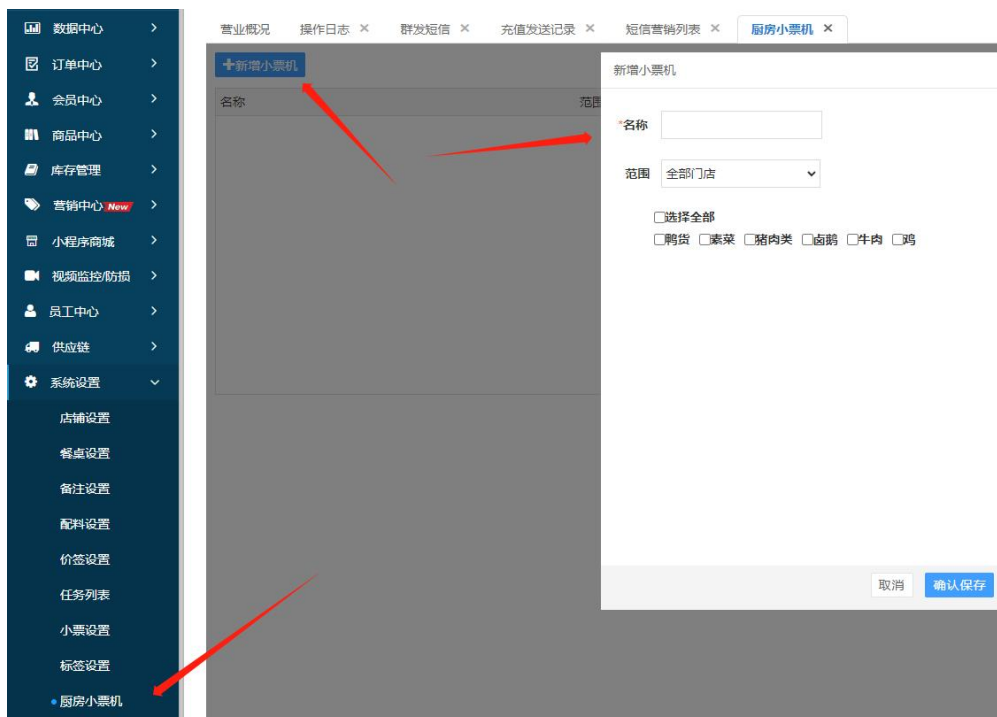 数据中心
订单中心
会员中心
商品中心
库存管理
营销中心 New
小程序商城
视频监控/防损
员工中心
供应链
系统设置
店铺设置
餐桌设置
备注设置
配料设置
价签设置
任务列表
小票设置
标签设置
厨房小票机
营业概况 操作日志 × 群发短信 × 充值发送记录 × 短信营销列表 × 厨房小票机 ×
+新增小票机
名称 范围
新增小票机
*名称
范围 全部门店
选择全部
鸭货 素菜 猪肉类 卤鹅 牛肉 鸡
取消 确认保存